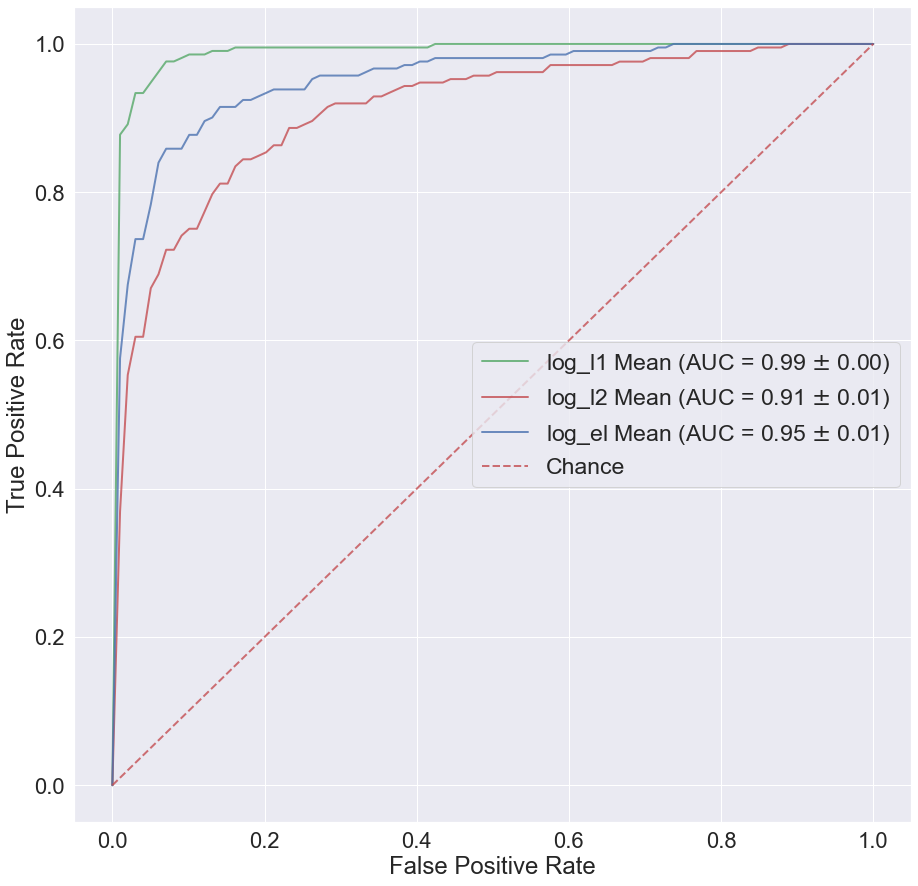 1.0
0.8
0.6
0.4
0.2
0.0
True Positive Rate
log_l1 Mean (AUC = 0.99 ± 0.00)
log_l2 Mean (AUC = 0.91 ± 0.01)
log_el Mean (AUC = 0.95 ± 0.01)
Chance
0.0 0.2 0.4 0.6 0.8 1.0
False Positive Rate